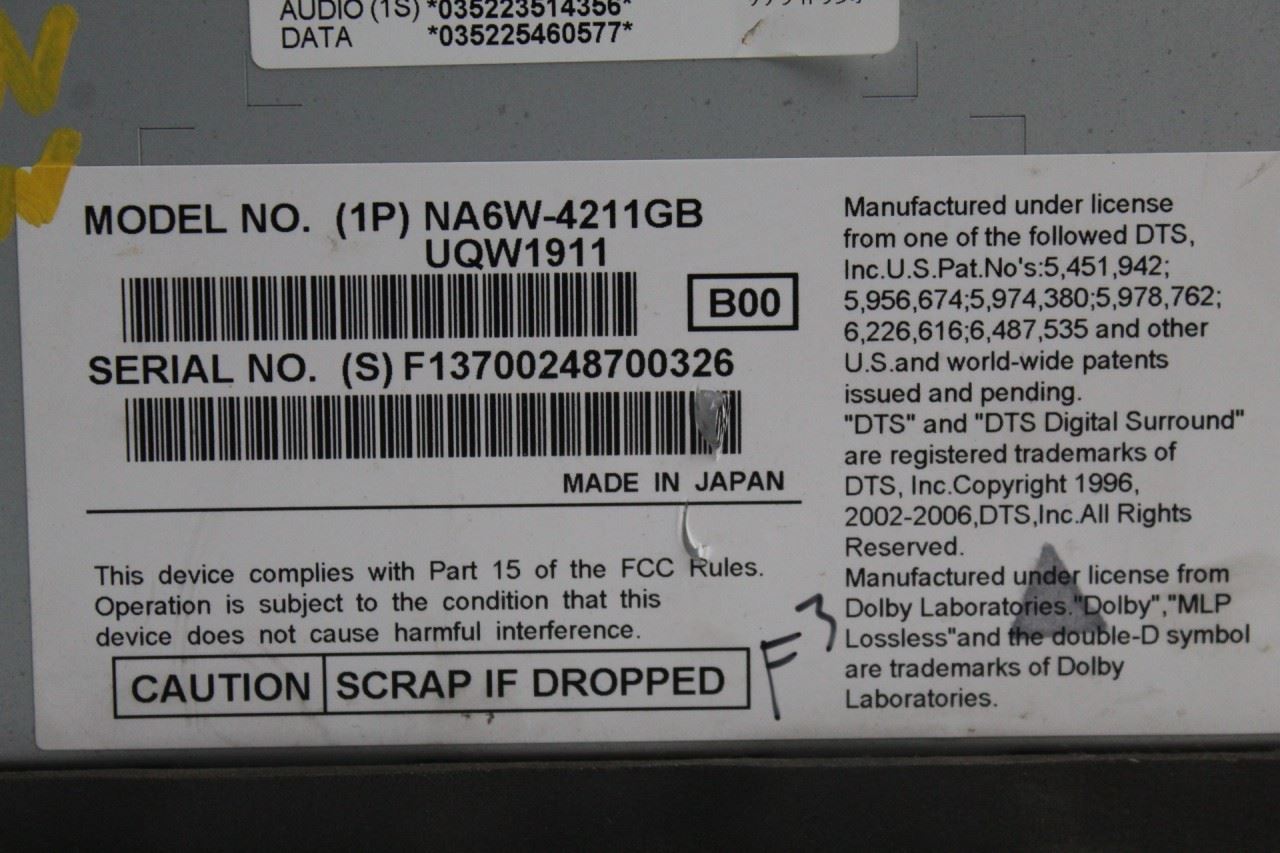 AUDIO (1S) *035223514356*
DATA *035225460577*
MODEL NO. (1P) NA6W-4211GB
UQW1911
B00
SERIAL NO. (S) F13700248700326
MADE IN JAPAN
This device complies with Part 15 of the FCC Rules.
Operation is subject to the condition that this
device does not cause harmful interference.
CAUTION SCRAP IF DROPPED
F3
Manufactured under license
from one of the followed DTS,
Inc.U.S.Pat.No's:5,451,942;
5,956,674;5,974,380;5,978,762;
6,226,616;6,487,535 and other
U.S.and world-wide patents
issued and pending.
"DTS" and "DTS Digital Surround"
are registered trademarks of
DTS, Inc.Copyright 1996,
2002-2006,DTS,Inc.All Rights
Reserved.
Manufactured under license from
Dolby Laboratories."Dolby","MLP
Lossless"and the double-D symbol
are trademarks of Dolby
Laboratories.